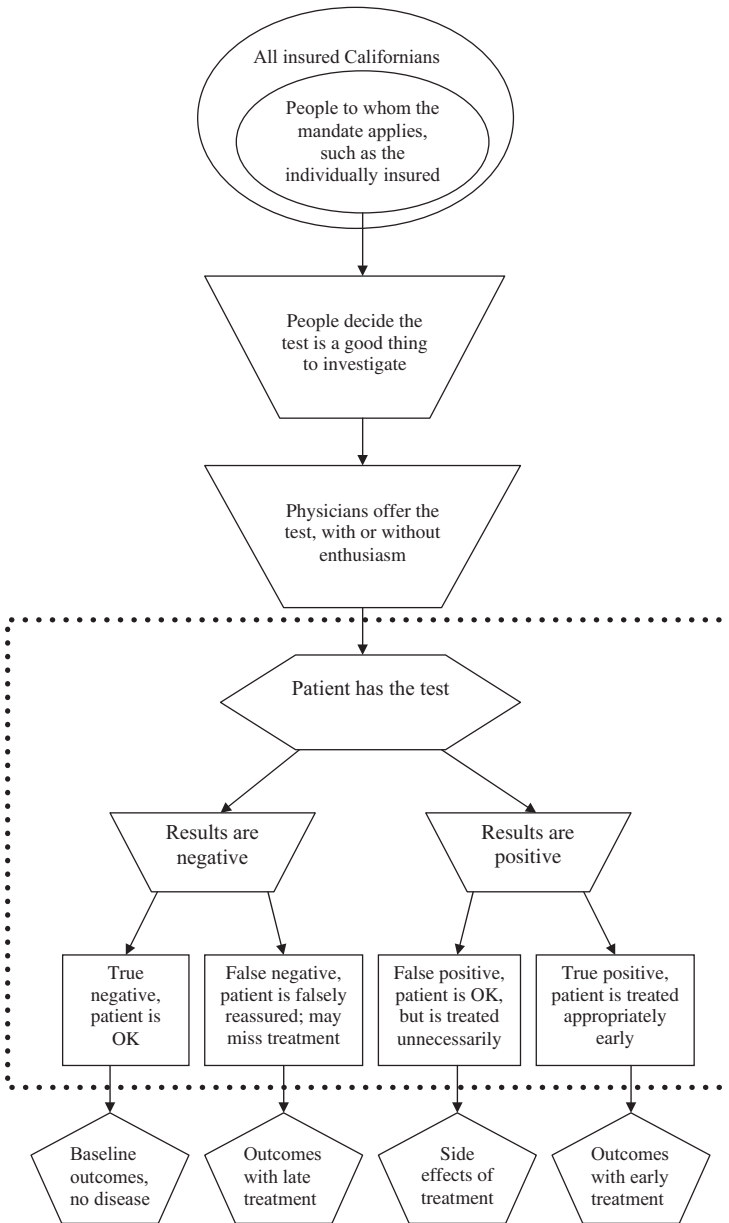 All insured Californians
People to whom the
mandate applies,
such as the
individually insured
People decide the
test is a good thing
to investigate
Physicians offer the
test, with or without
enthusiasm
Patient has the test
Results are
negative
Results are
positive
True
negative,
patient is
OK
False negative,
patient is falsely
reassured; may
miss treatment
False positive,
patient is OK,
but is treated
unnecessarily
True positive,
patient is treated
appropriately
early
Baseline
outcomes,
no disease
Outcomes
with late
treatment
Side
effects of
treatment
Outcomes
with early
treatment